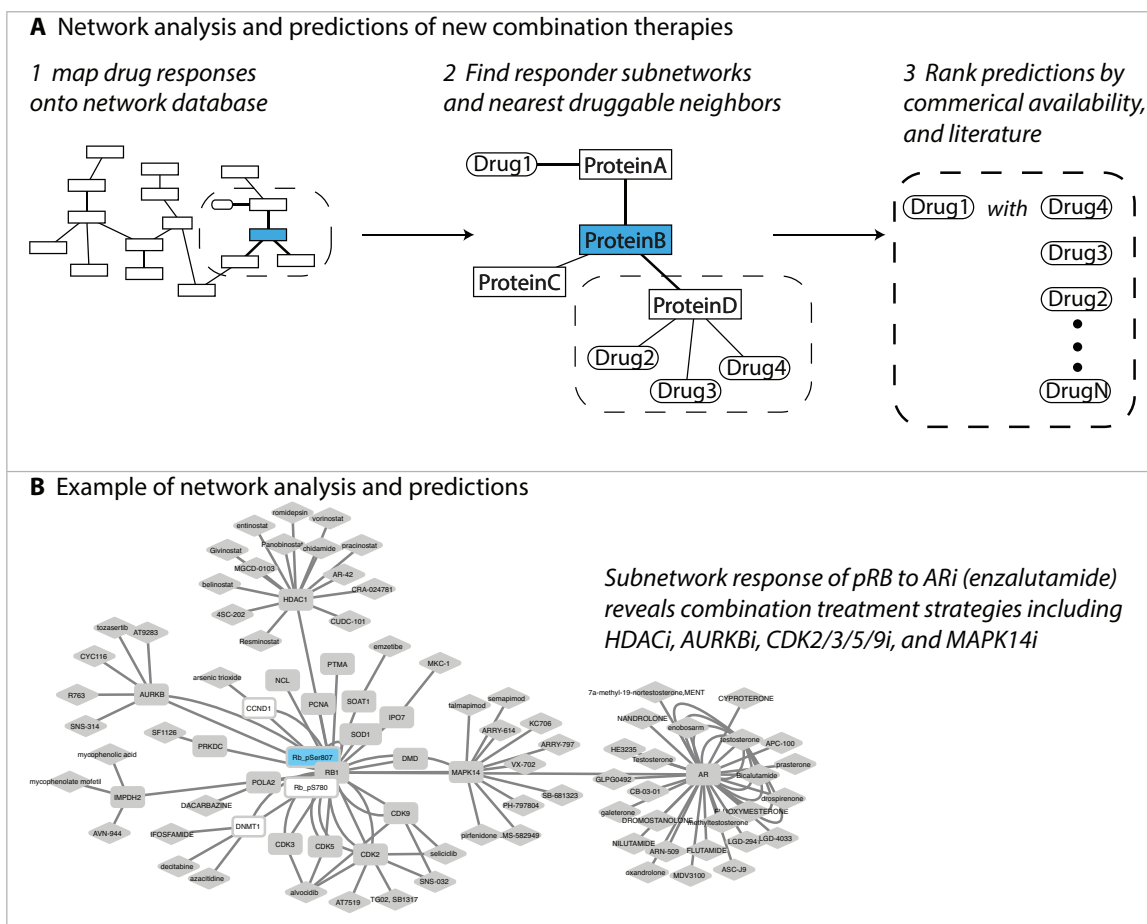 A Network analysis and predictions of new combination therapies
1 map drug responses
onto network database
2 Find responder subnetworks
and nearest druggable neighbors
3 Rank predictions by
commerical availability,
and literature
Drug1
ProteinA
ProteinB
ProteinC
ProteinD
Drug2
Drug3
Drug4
Drug1 with Drug4
Drug3
Drug2
DrugN
B Example of network analysis and predictions
Subnetwork response of pRB to ARi (enzalutamide)
reveals combination treatment strategies including
HDACi, AURKBi, CDK2/3/5/9i, and MAPK14i
romidepsin
vorinostat
entinostat
Panobinostat
chidamide
pracinostat
Givinostat
MGCD-0103
AR-42
belinostat
CRA-024781
HDAC1
4SC-202
CUDC-101
Resminostat
tozasertib
AT9283
CYC116
R763
AURKB
SNS-314
arsenic trioxide
NCL
PTMA
emzetibe
MKC-1
CCND1
PCNA
SOAT1
IPO7
SOD1
SF1126
PRKDC
Rb_pSer807
RB1
Rb_pS780
DMD
mycophenolic acid
mycophenolate mofetil
IMPDH2
AVN-944
POLA2
DACARBAZINE
IFOSFAMIDE
DNMT1
decitabine
azacitidine
CDK3
CDK5
CDK2
CDK9
seliciclib
SNS-032
alvocidib
AT7519
TG02, SB1317
talmapimod
semapimod
ARRY-614
KC706
ARRY-797
VX-702
MAPK14
SB-681323
PH-797804
pirfenidone
MS-582949
7a-methyl-19-nortestosterone,MENT
CYPROTERONE
NANDROLONE
enobosarm
testosterone
APC-100
HE3235
Testosterone
prasterone
GLPG0492
AR
Bicalutamide
CB-03-01
drospirenone
galeterone
DROMOSTANOLONE
methyltestosterone
NILUTAMIDE
LGD-2941
LGD-4033
ARN-509
FLUTAMIDE
oxandrolone
MDV3100
ASC-J9